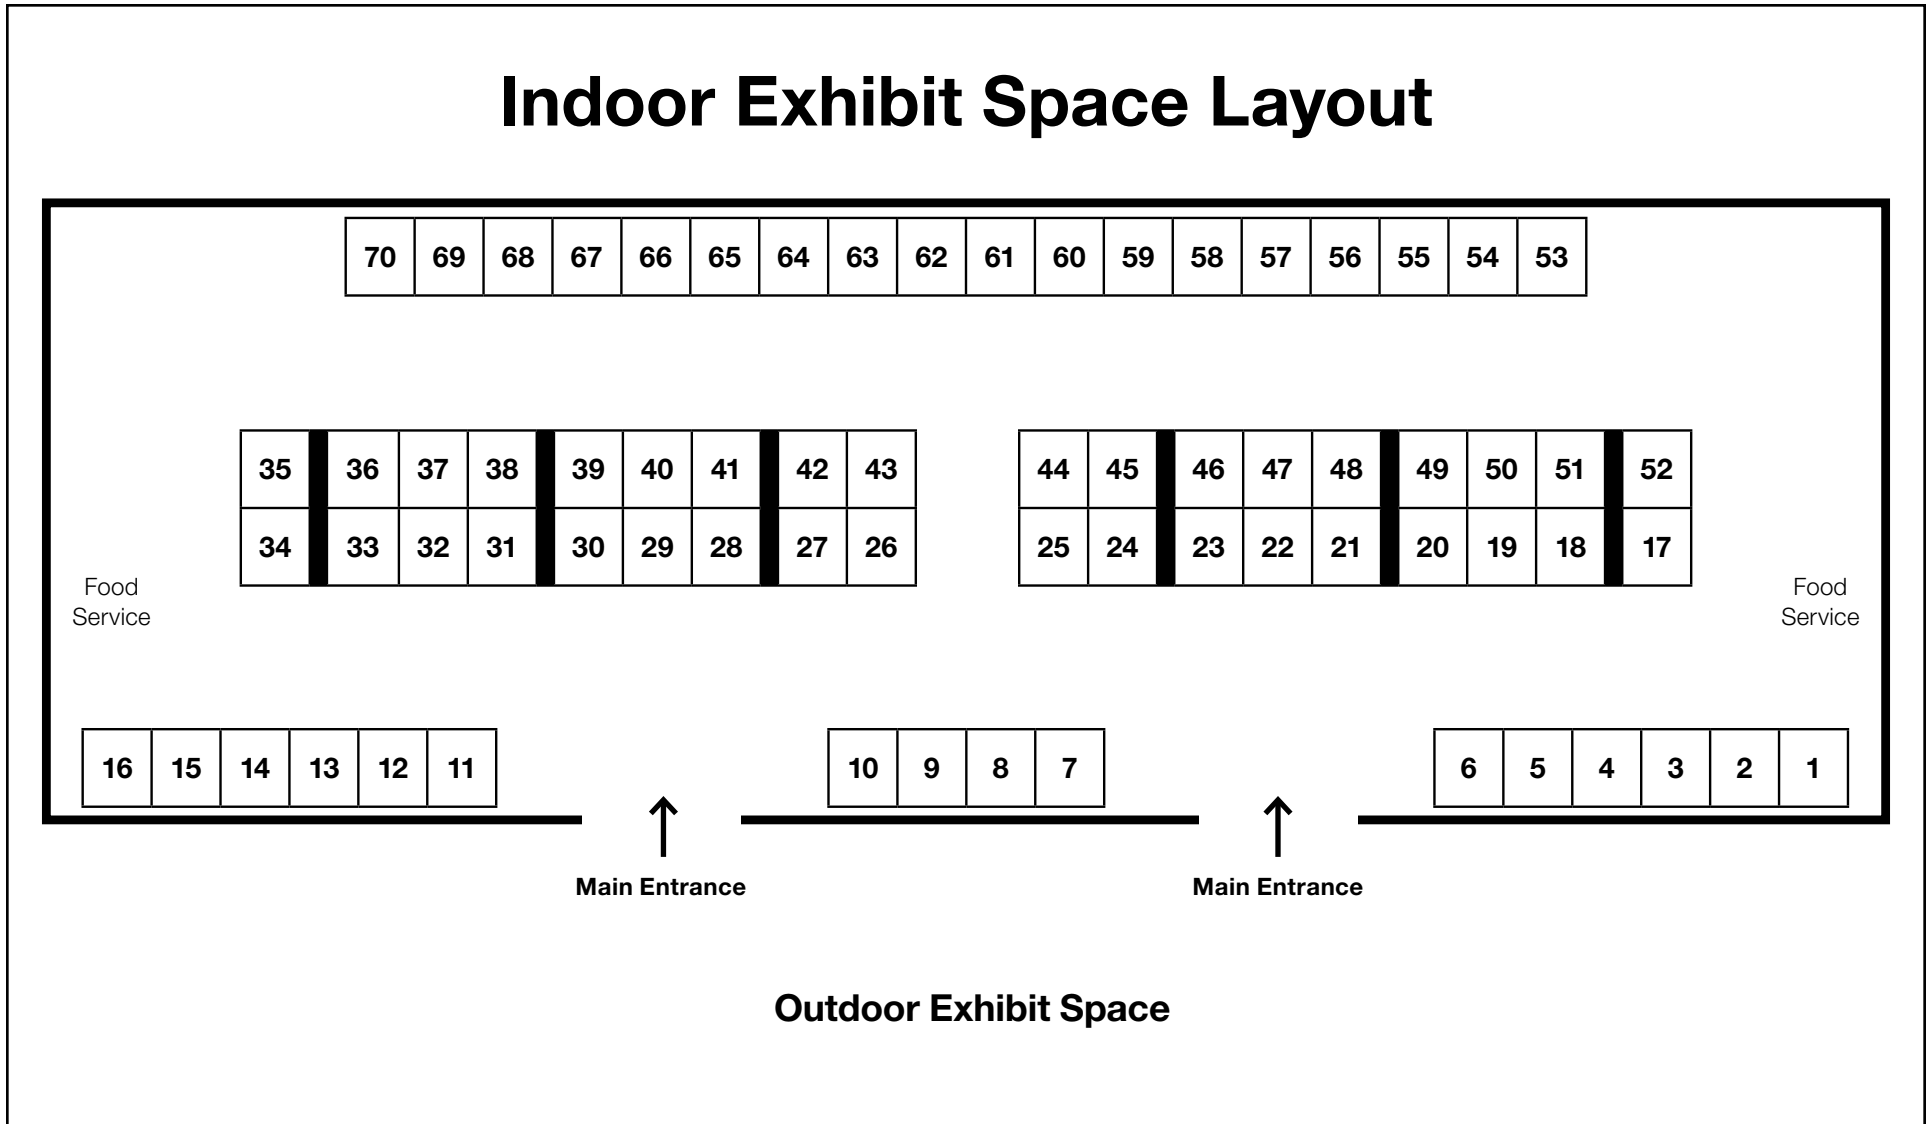 Indoor Exhibit Space Layout
70 69 68 67 66 65 64 63 62 61 60 59 58 57 56 55 54 53
35 36 37 38 39 40 41 42 43 44 45 46 47 48 49 50 51 52
34 33 32 31 30 29 28 27 26 25 24 23 22 21 20 19 18 17
Food
Service
Food
Service
16 15 14 13 12 11 10 9 8 7 6 5 4 3 2 1
Main Entrance
Main Entrance
Outdoor Exhibit Space